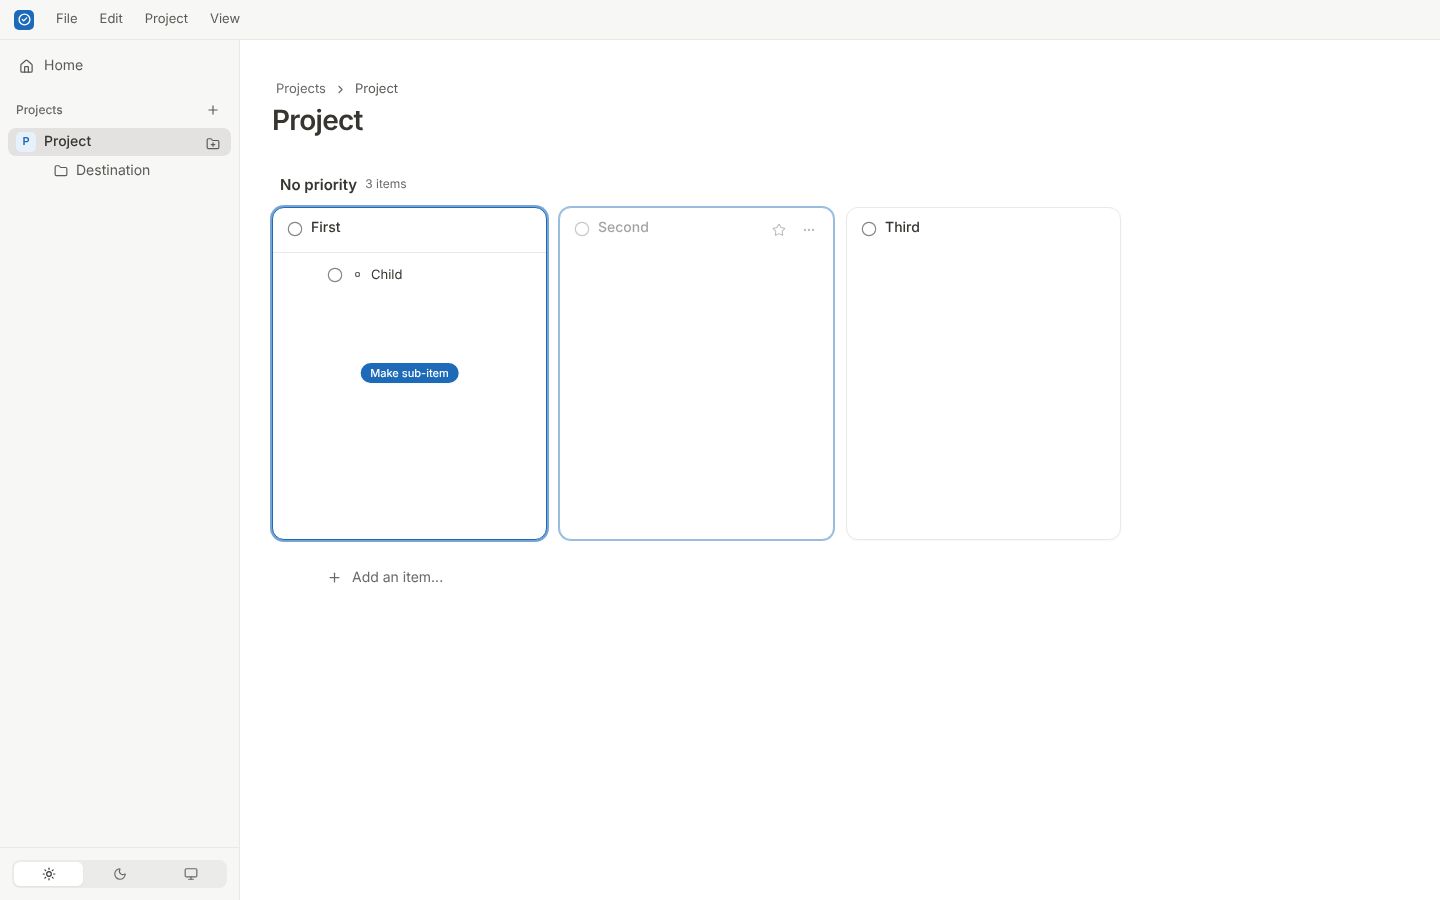 File Edit Project View
Home
Projects
P Project
Destination
Projects > Project
Project
No priority 3 items
First
Child
Make sub-item
Second
Third
Add an item...